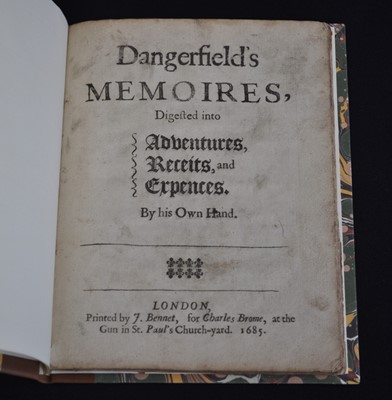 Dangerfield's
MEMOIRES,
Digeſted into
Adventures,
Receits, and
Expences.
By his Own Hand.
LONDON,
Printed by J. Bennet, for Charles Brome, at the
Gun in St. Paul's Church-yard. 1685.